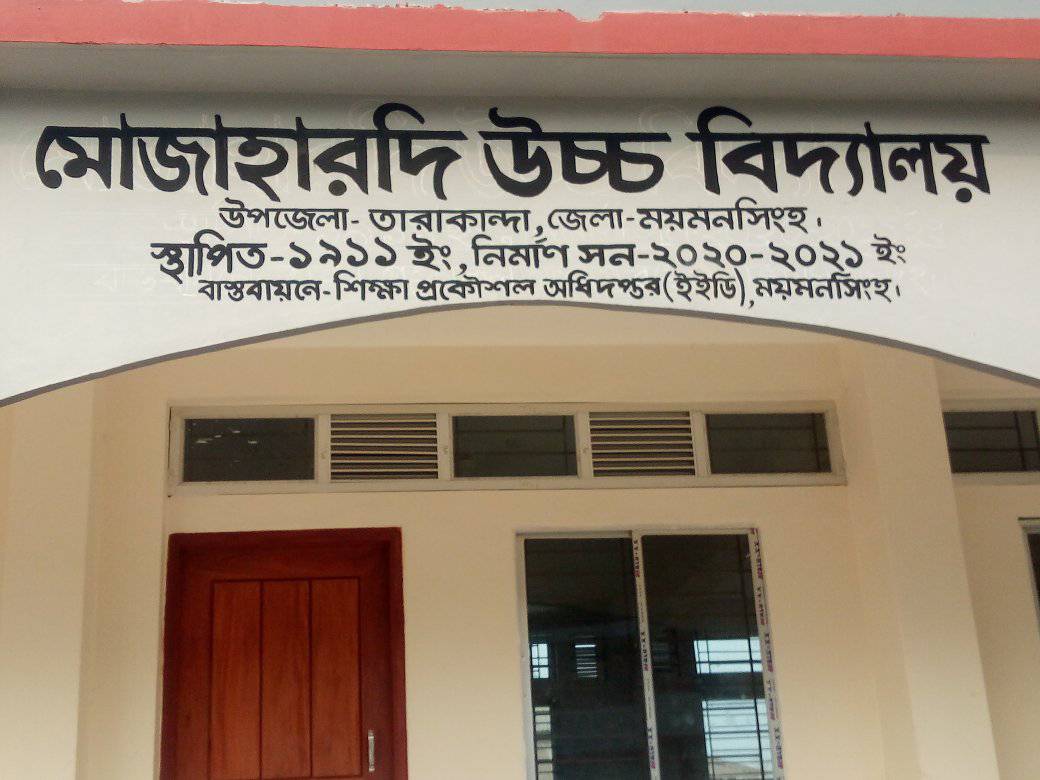 মোজাহারদি উচ্চ বিদ্যালয়
উপজেলা- তারাকান্দা, জেলা-ময়মনসিংহ।
স্থাপিত-১৯১১ ইং, নির্মাণ সন-২০২০-২০২১ ইং
বাস্তবায়নে-শিক্ষা প্রকৌশল অধিদপ্তর(ইইডি), ময়মনসিংহ।